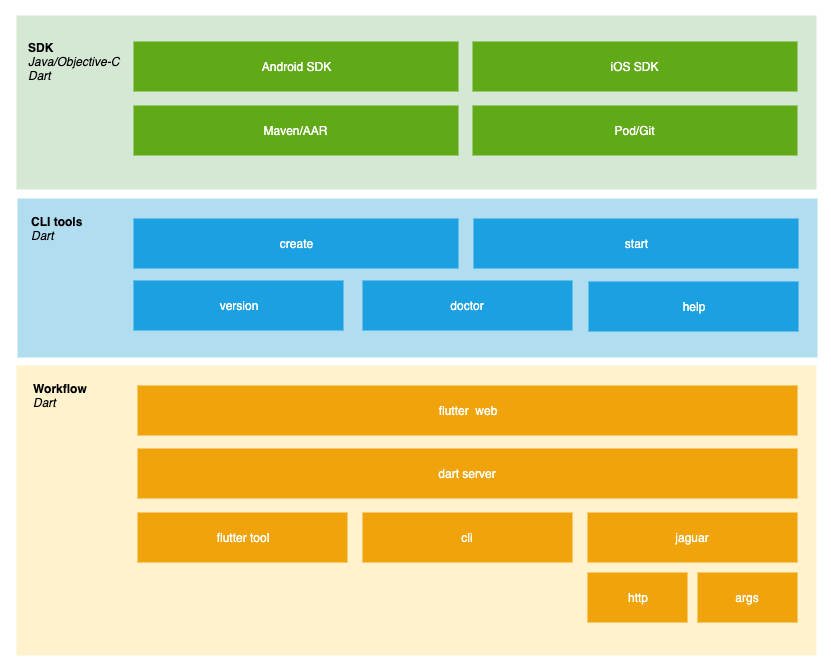 SDK
Java/Objective-C
Dart
Android SDK
iOS SDK
Maven/AAR
Pod/Git
CLI tools
Dart
create
start
version
doctor
help
Workflow
Dart
flutter web
dart server
flutter tool
cli
jaguar
http
args